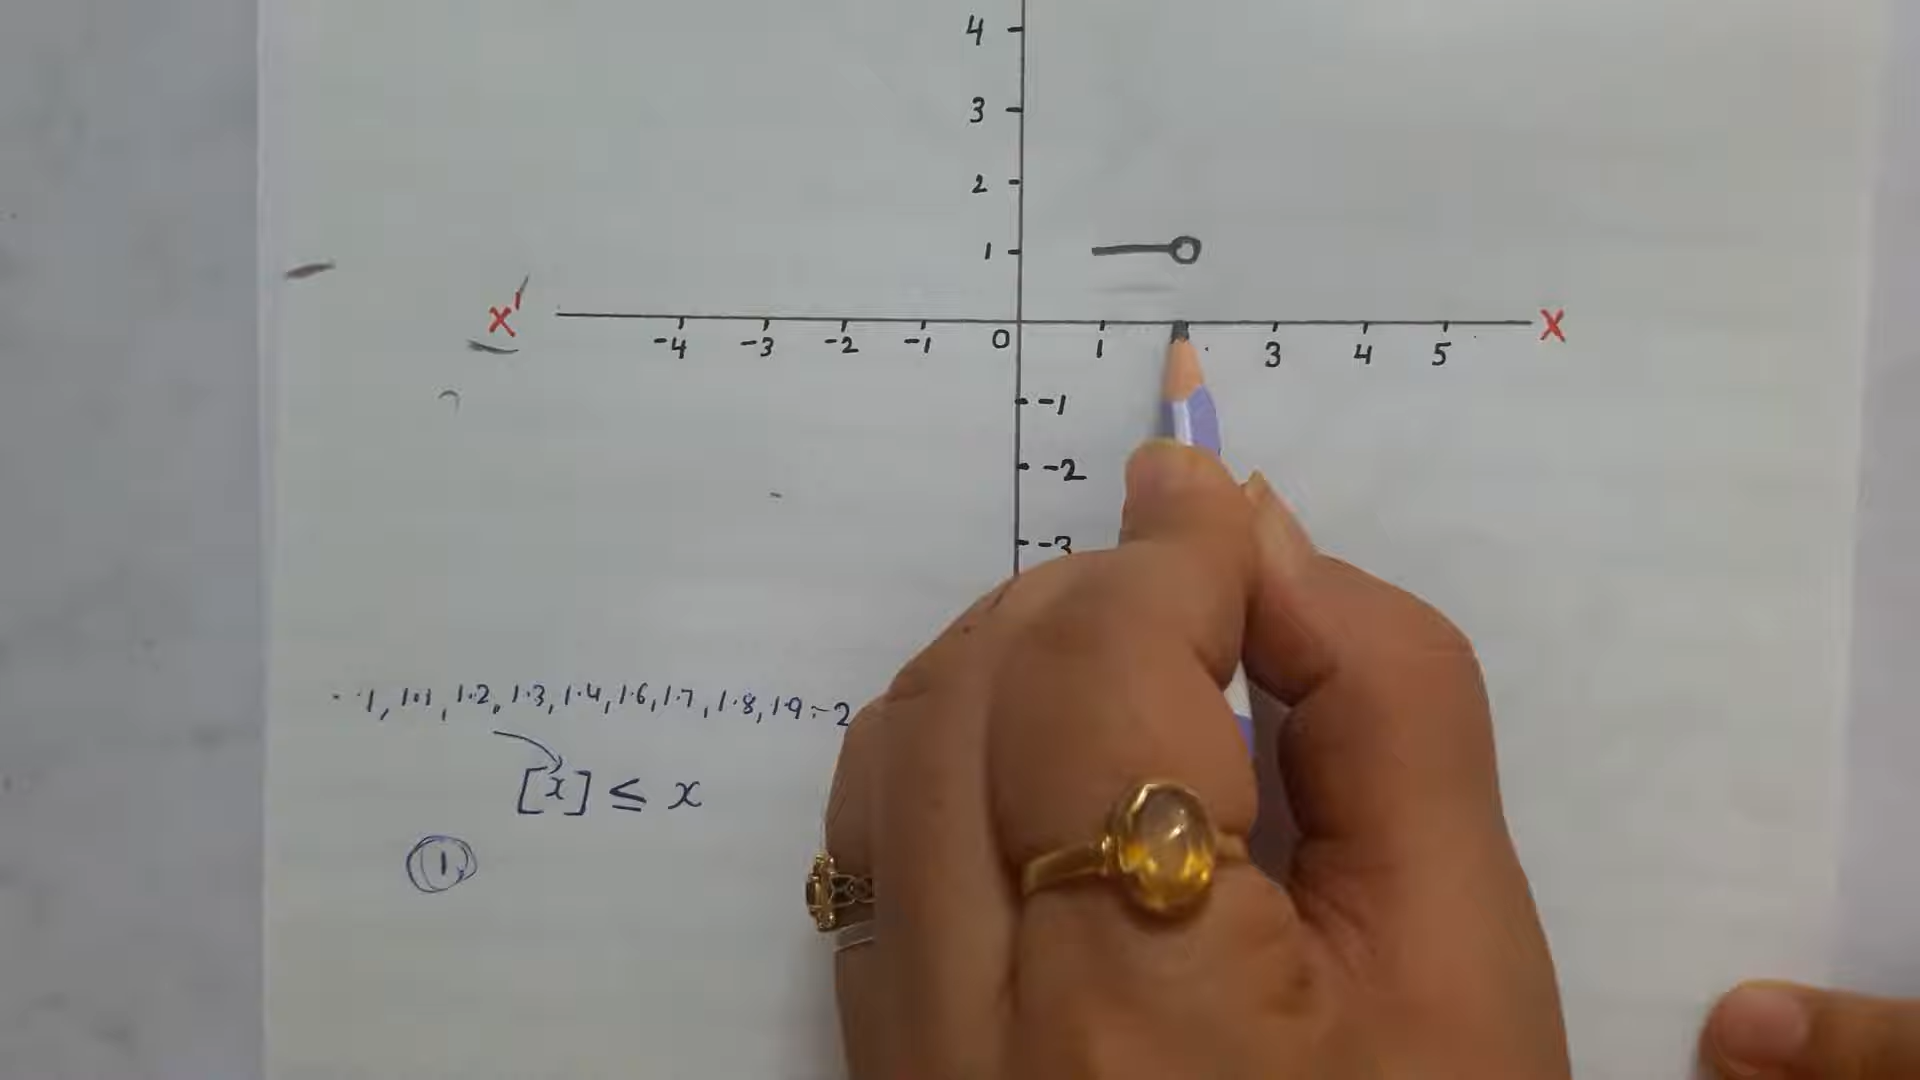 4
3
2
1
X' X
-4 -3 -2 -1 0 1 3 4 5
-1
-2
-3
1, 1.1, 1.2, 1.3, 1.4, 1.6, 1.7, 1.8, 1.9 - 2
[x] ≤ x
1